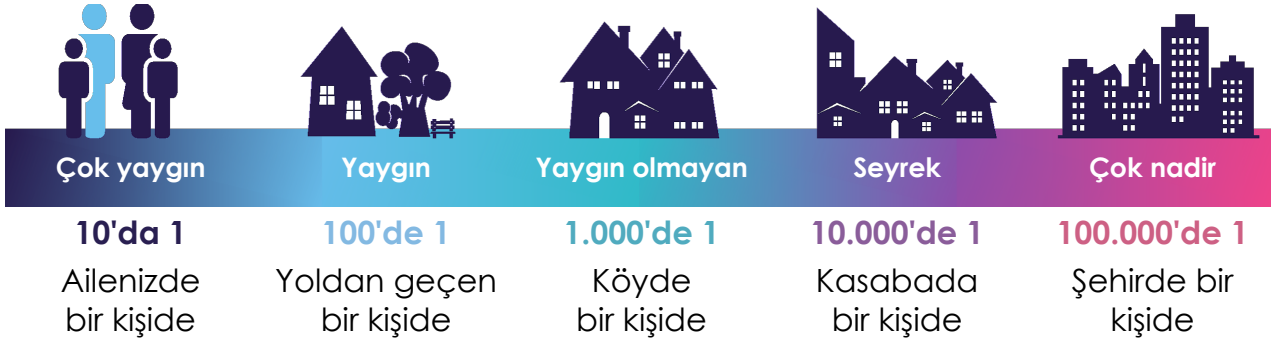 Çok yaygın
Yaygın
Yaygın olmayan
Seyrek
Çok nadir
10'da 1
100'de 1
1.000'de 1
10.000'de 1
100.000'de 1
Ailenizde
bir kişide
Yoldan geçen
bir kişide
Köyde
bir kişide
Kasabada
bir kişide
Şehirde bir
kişide